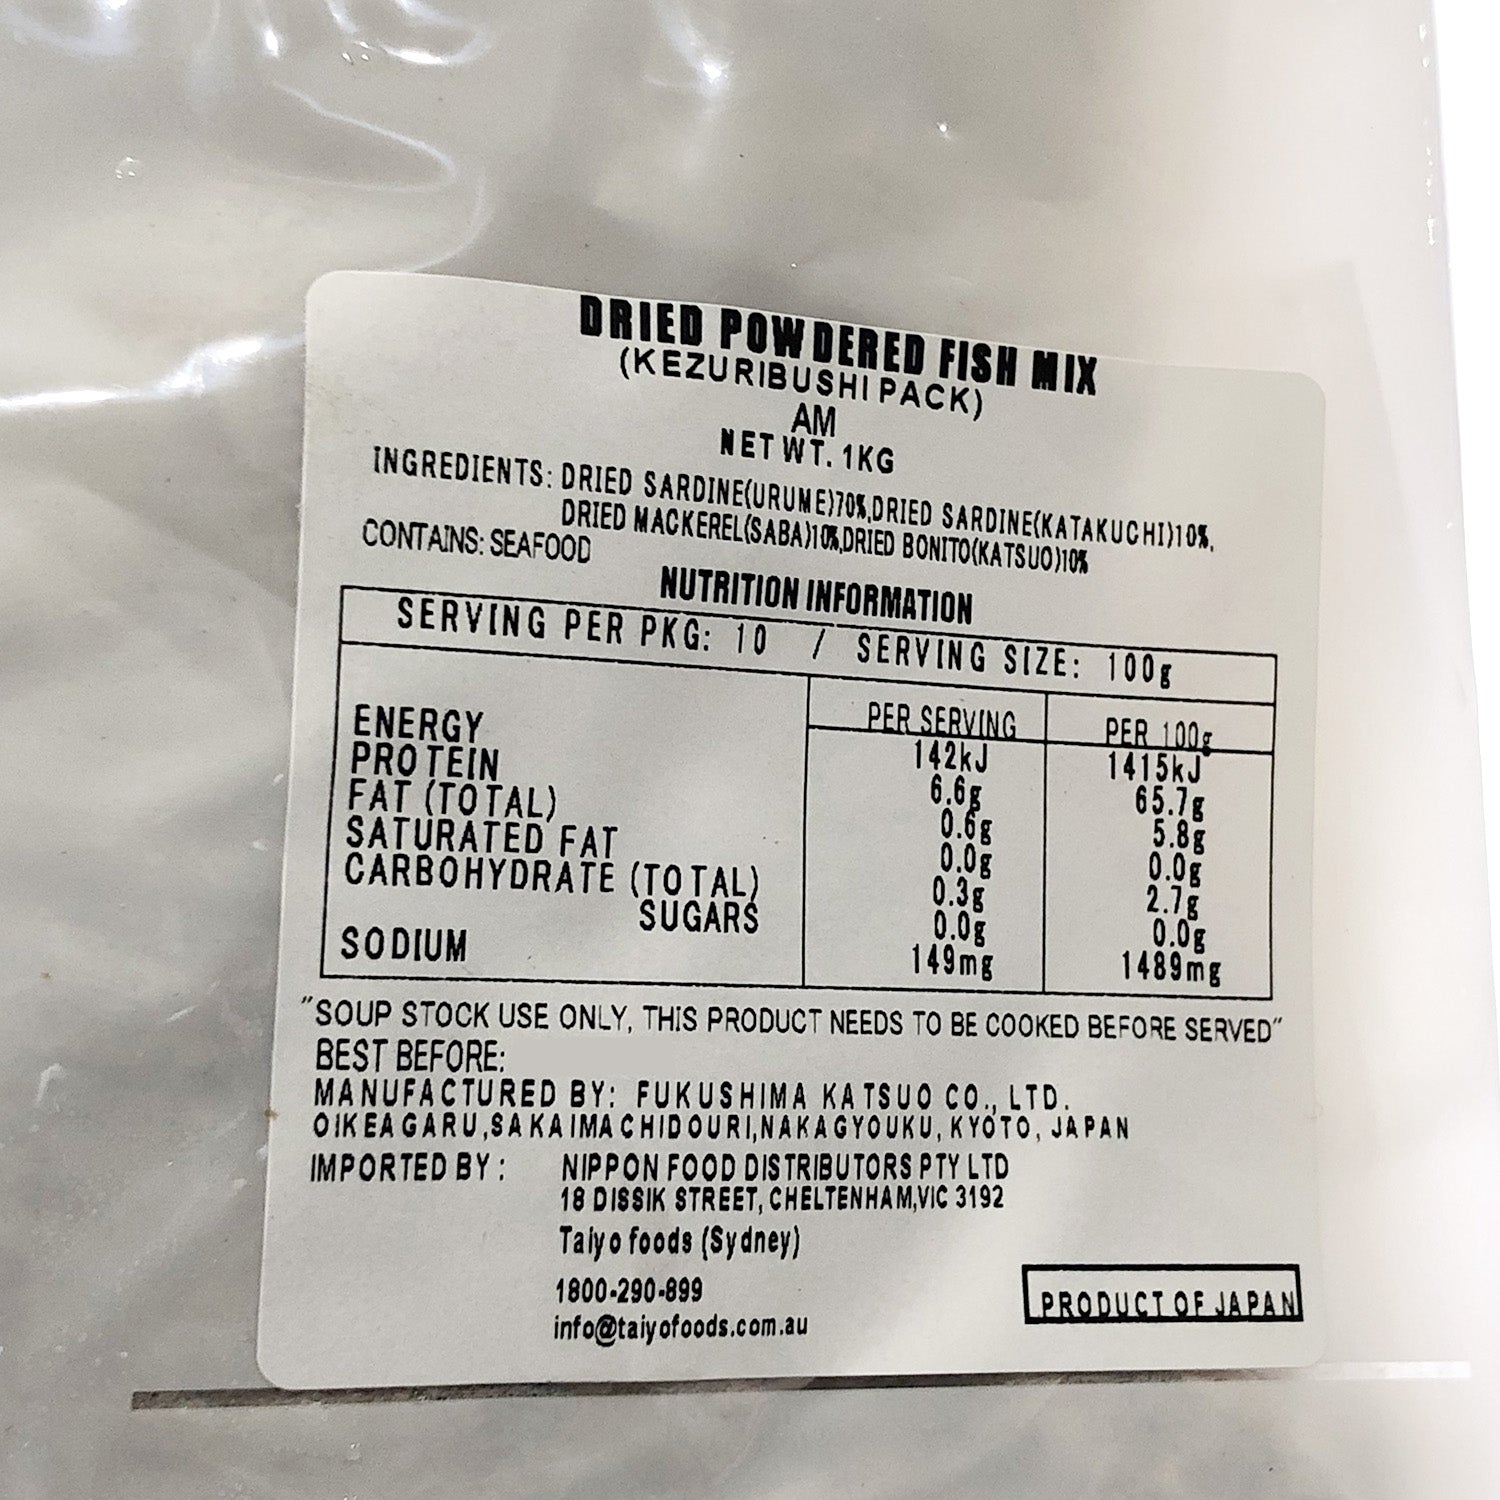 DRIED POWDERED FISH MIX
(KEZURIBUSHI PACK)
AM
NET WT. 1KG
INGREDIENTS: DRIED SARDINE(URUME)70%,DRIED SARDINE(KATAKUCHI)10%,
DRIED MACKEREL(SABA)10%,DRIED BONITO(KATSUO)10%
CONTAINS: SEAFOOD
NUTRITION INFORMATION
SERVING PER PKG: 10 / SERVING SIZE: 100g
PER SERVING PER 100g
ENERGY 142kJ 1415kJ
PROTEIN 6.6g 65.7g
FAT (TOTAL) 0.6g 5.8g
SATURATED FAT 0.0g 0.0g
CARBOHYDRATE (TOTAL) 0.3g 2.7g
SUGARS 0.0g 0.0g
SODIUM 149mg 1489mg
"SOUP STOCK USE ONLY, THIS PRODUCT NEEDS TO BE COOKED BEFORE SERVED"
BEST BEFORE:
MANUFACTURED BY: FUKUSHIMA KATSUO CO., LTD.
OIKEAGARU,SAKAIMACHIDOURI,NAKAGYOUKU, KYOTO, JAPAN
IMPORTED BY: NIPPON FOOD DISTRIBUTORS PTY LTD
18 DISSIK STREET, CHELTENHAM,VIC 3192
Taiyo foods (Sydney)
1800-290-899
info@taiyofoods.com.au
PRODUCT OF JAPAN